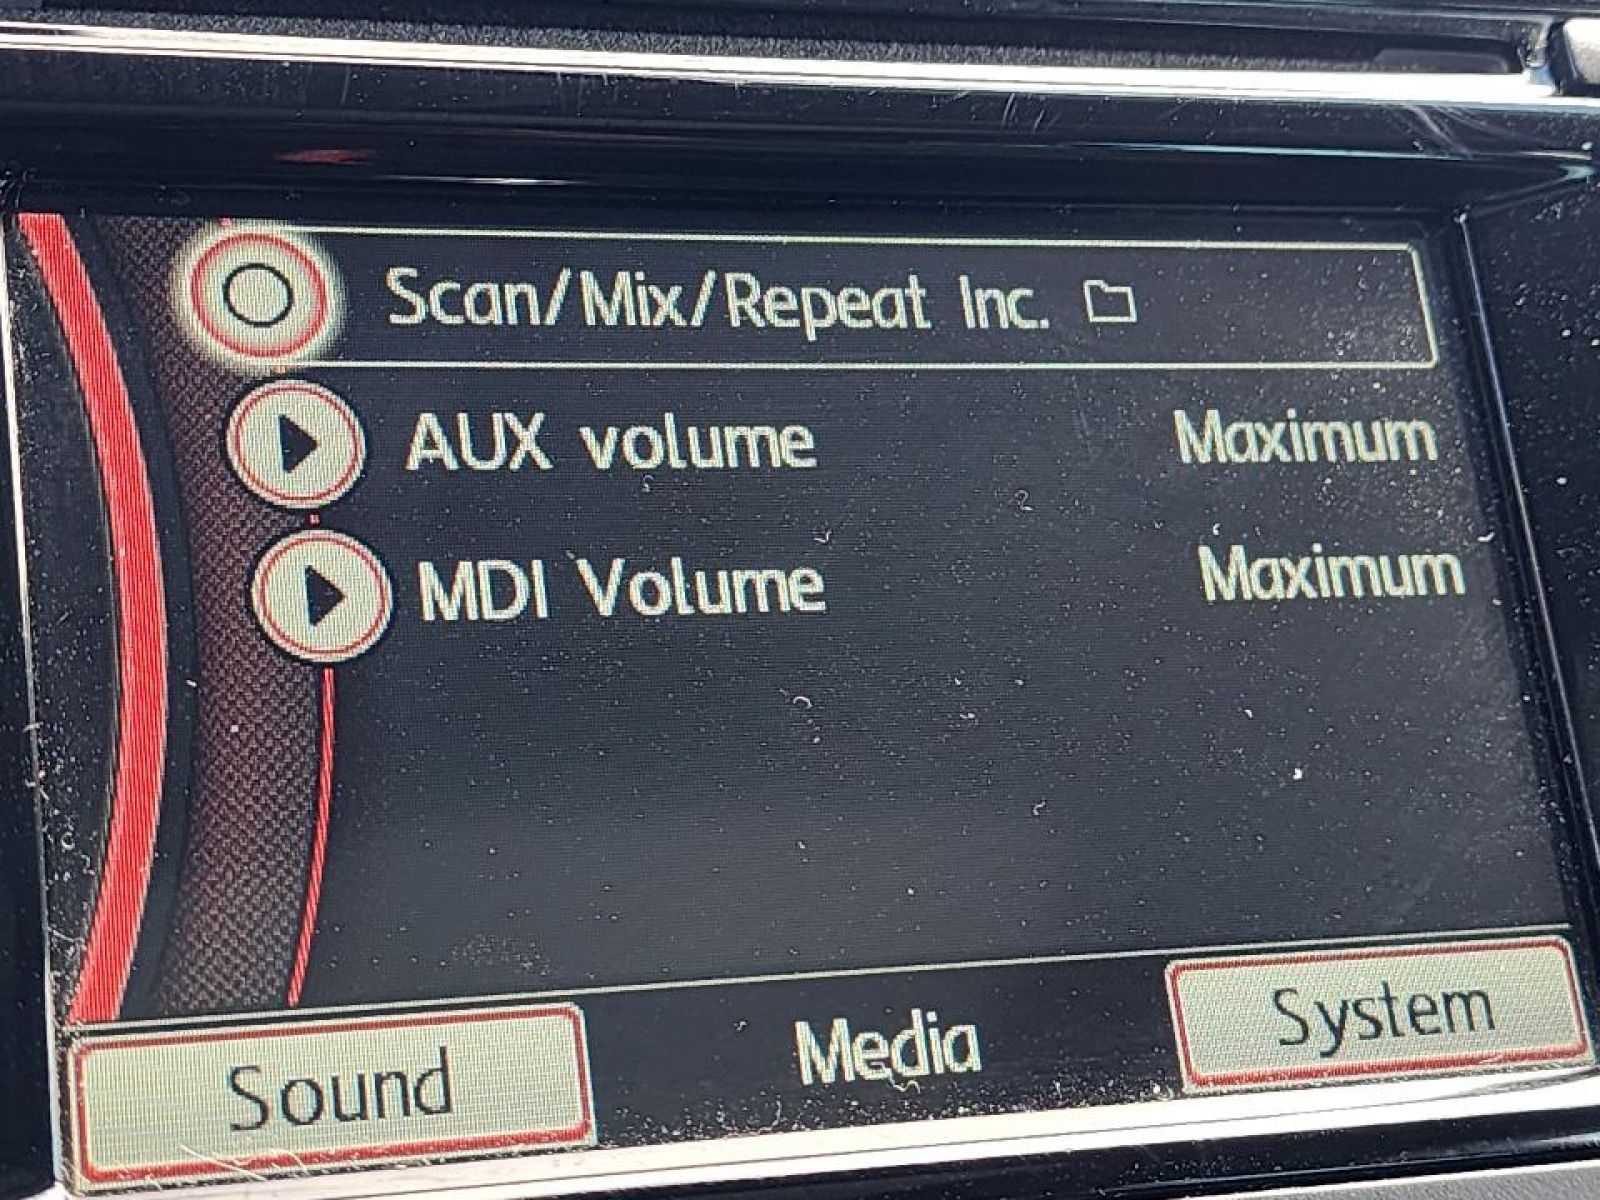 Scan/Mix/Repeat Inc.
AUX volume Maximum
MDI Volume Maximum
Sound Media System